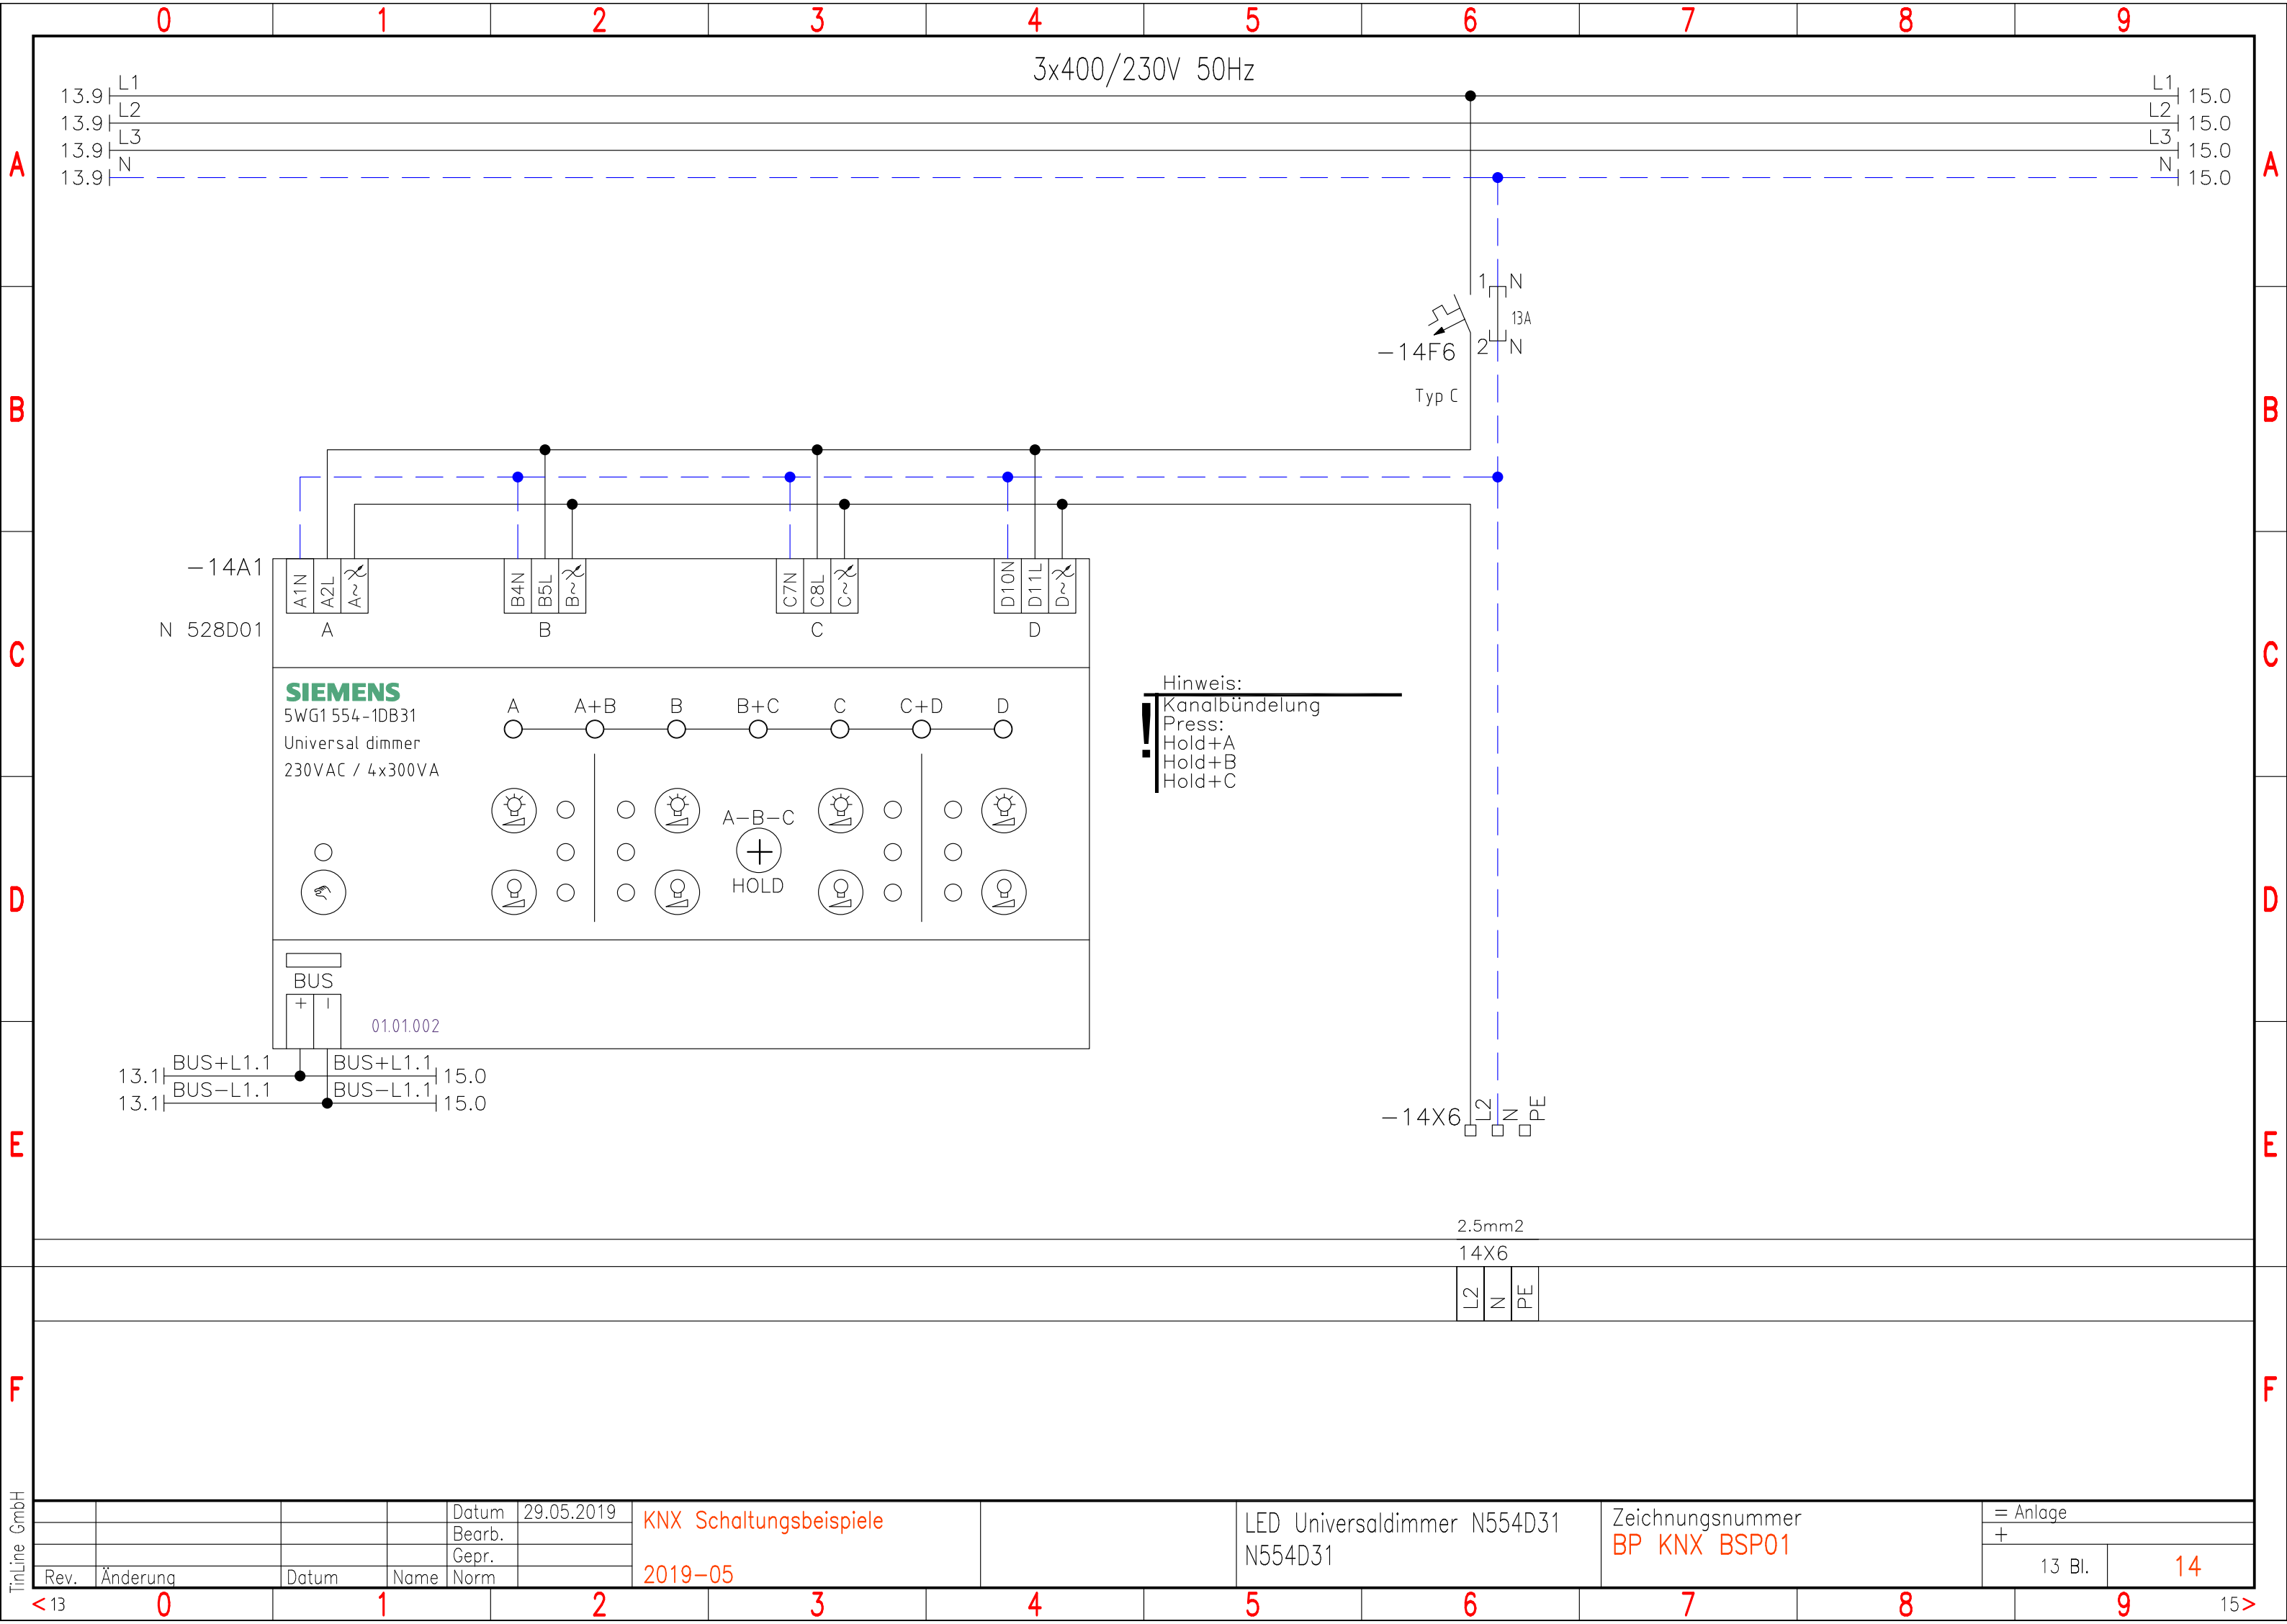 0 1 2 3 4 5 6 7 8 9
3x400/230V 50Hz
13.9 L1 L1 15.0
13.9 L2 L2 15.0
13.9 L3 L3 15.0
13.9 N N 15.0
A A
1 N
13A
-14F6 2 N
Typ C
B B
-14A1
A1N A2L A~ B4N B5L B~ C7N C8L C~ D10N D11L D~
N 528D01 A B C D
C C
SIEMENS
5WG1 554-1DB31
Universal dimmer
230VAC / 4x300VA
A A+B B B+C C C+D D
Hinweis:
!
Kanalbündelung
Press:
Hold+A
Hold+B
Hold+C
A-B-C
HOLD
D D
BUS
+ -
01.01.002
13.1 BUS+L1.1 BUS+L1.1 15.0
13.1 BUS-L1.1 BUS-L1.1 15.0
-14X6 L2 N PE
E E
2.5mm2
14X6
L2 N PE
F F
TinLine GmbH
Datum 29.05.2019
Bearb.
Gepr.
Rev. Änderung Datum Name Norm
KNX Schaltungsbeispiele
2019-05
LED Universaldimmer N554D31
N554D31
Zeichnungsnummer
BP KNX BSP01
= Anlage
+
13 Bl. 14
<13 0 1 2 3 4 5 6 7 8 9 15>